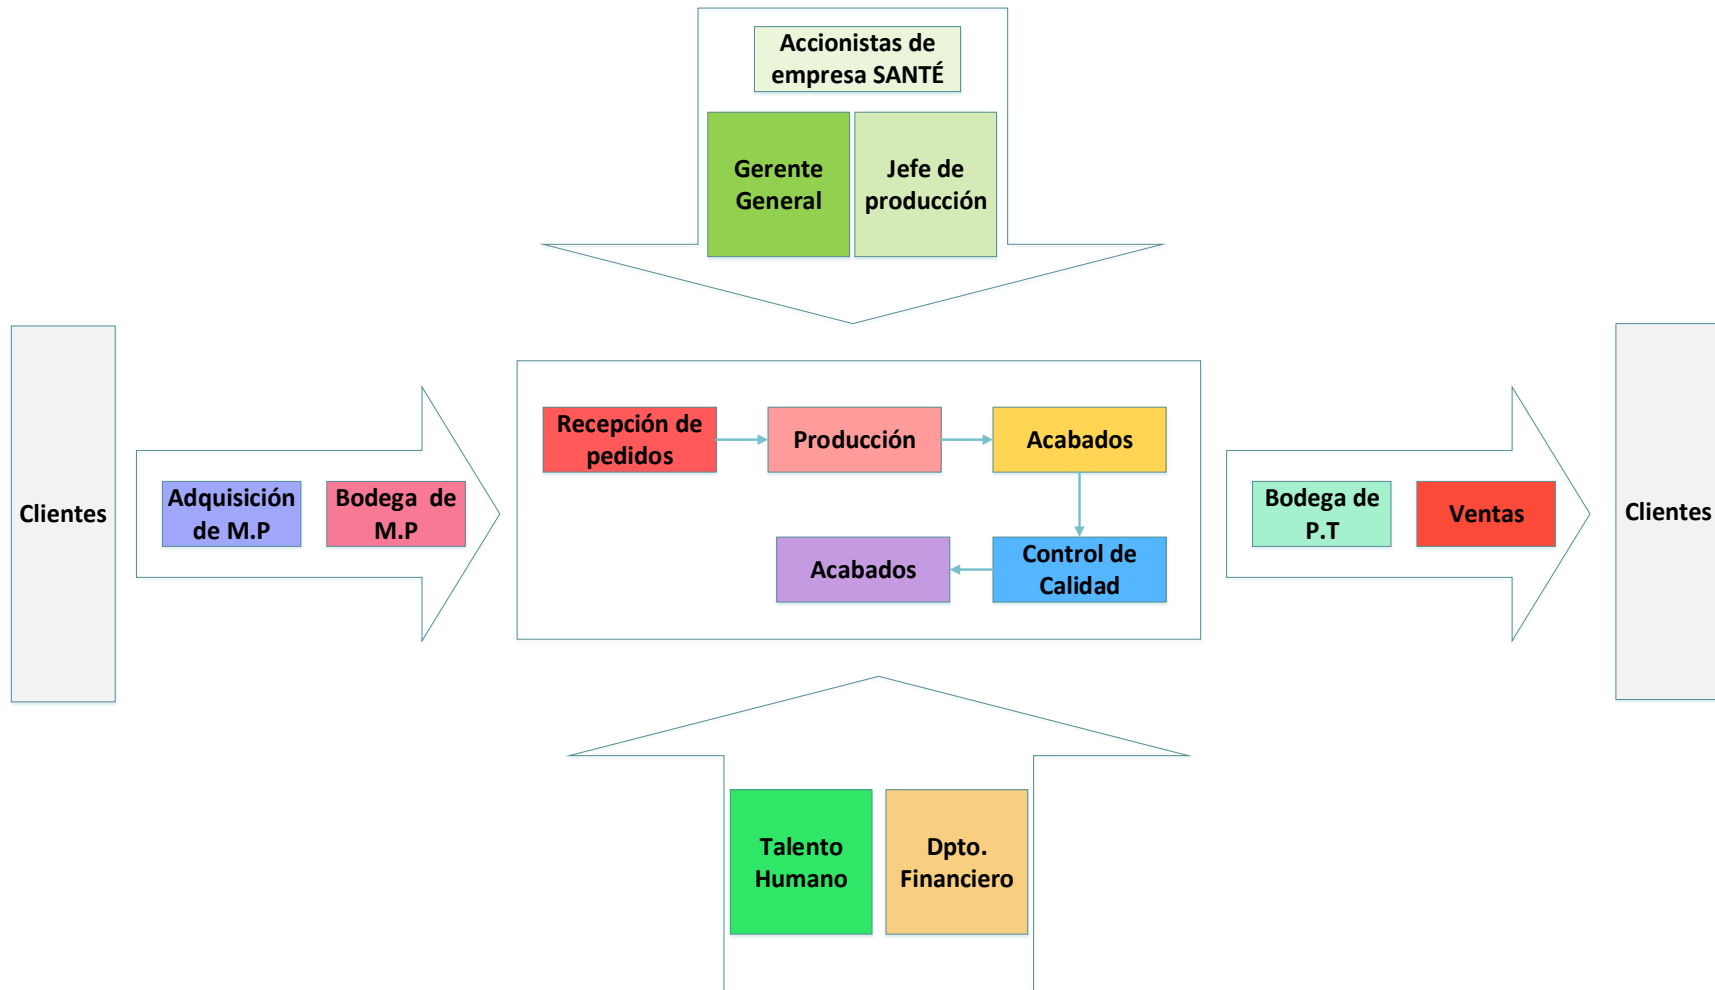 Accionistas de
empresa SANTÉ
Gerente
General
Jefe de
producción
Clientes
Adquisición
de M.P
Bodega de
M.P
Recepción de
pedidos
Producción
Acabados
Control de
Calidad
Acabados
Bodega de
P.T
Ventas
Clientes
Talento
Humano
Dpto.
Financiero